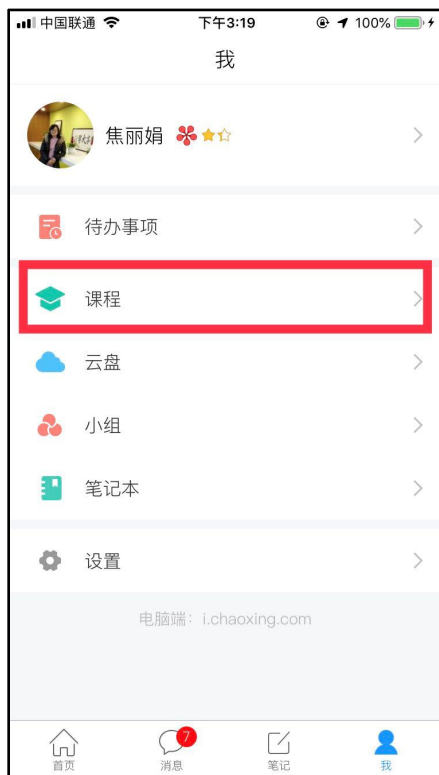 中国联通 下午3:19 100%
我
焦丽娟
待办事项
课程
云盘
小组
笔记本
设置
电脑端：i.chaoxing.com
7
首页 消息 笔记 我